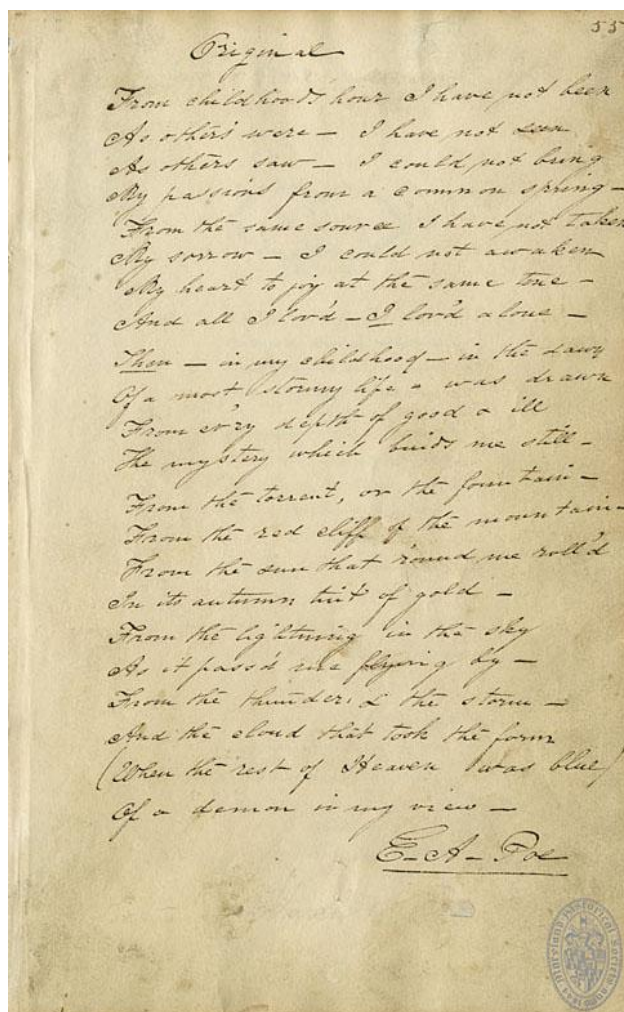 55
Original
From childhood's hour I have not been
As others were — I have not seen
As others saw — I could not bring
My passions from a common spring —
From the same source I have not taken
My sorrow — I could not awaken
My heart to joy at the same tone —
And all I lov'd — I lov'd alone —
Then — in my childhood — in the dawn
Of a most stormy life — was drawn
From ev'ry depth of good & ill
The mystery which binds me still —
From the torrent, or the fountain —
From the red cliff of the mountain —
From the sun that 'round me roll'd
In its autumn tint of gold —
From the lightning in the sky
As it pass'd me flying by —
From the thunder, & the storm —
And the cloud that took the form
(When the rest of Heaven was blue)
Of a demon in my view —
E. A. Poe
Maryland Historical Society